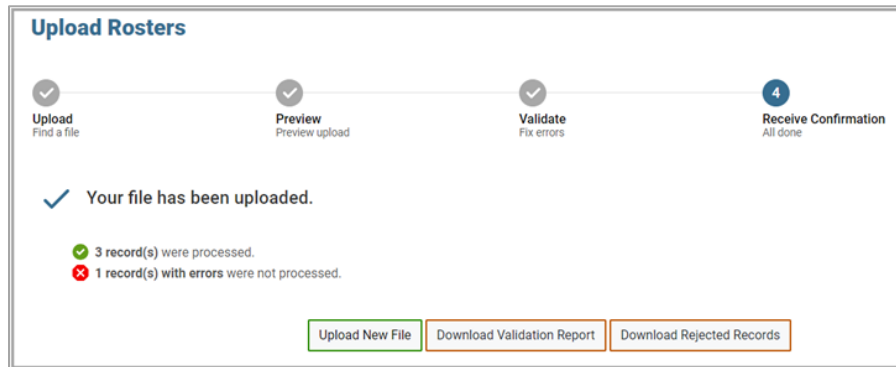 Upload Rosters
4
Upload Preview Validate Receive Confirmation
Find a file Preview upload Fix errors All done
Your file has been uploaded.
3 record(s) were processed.
1 record(s) with errors were not processed.
Upload New File Download Validation Report Download Rejected Records